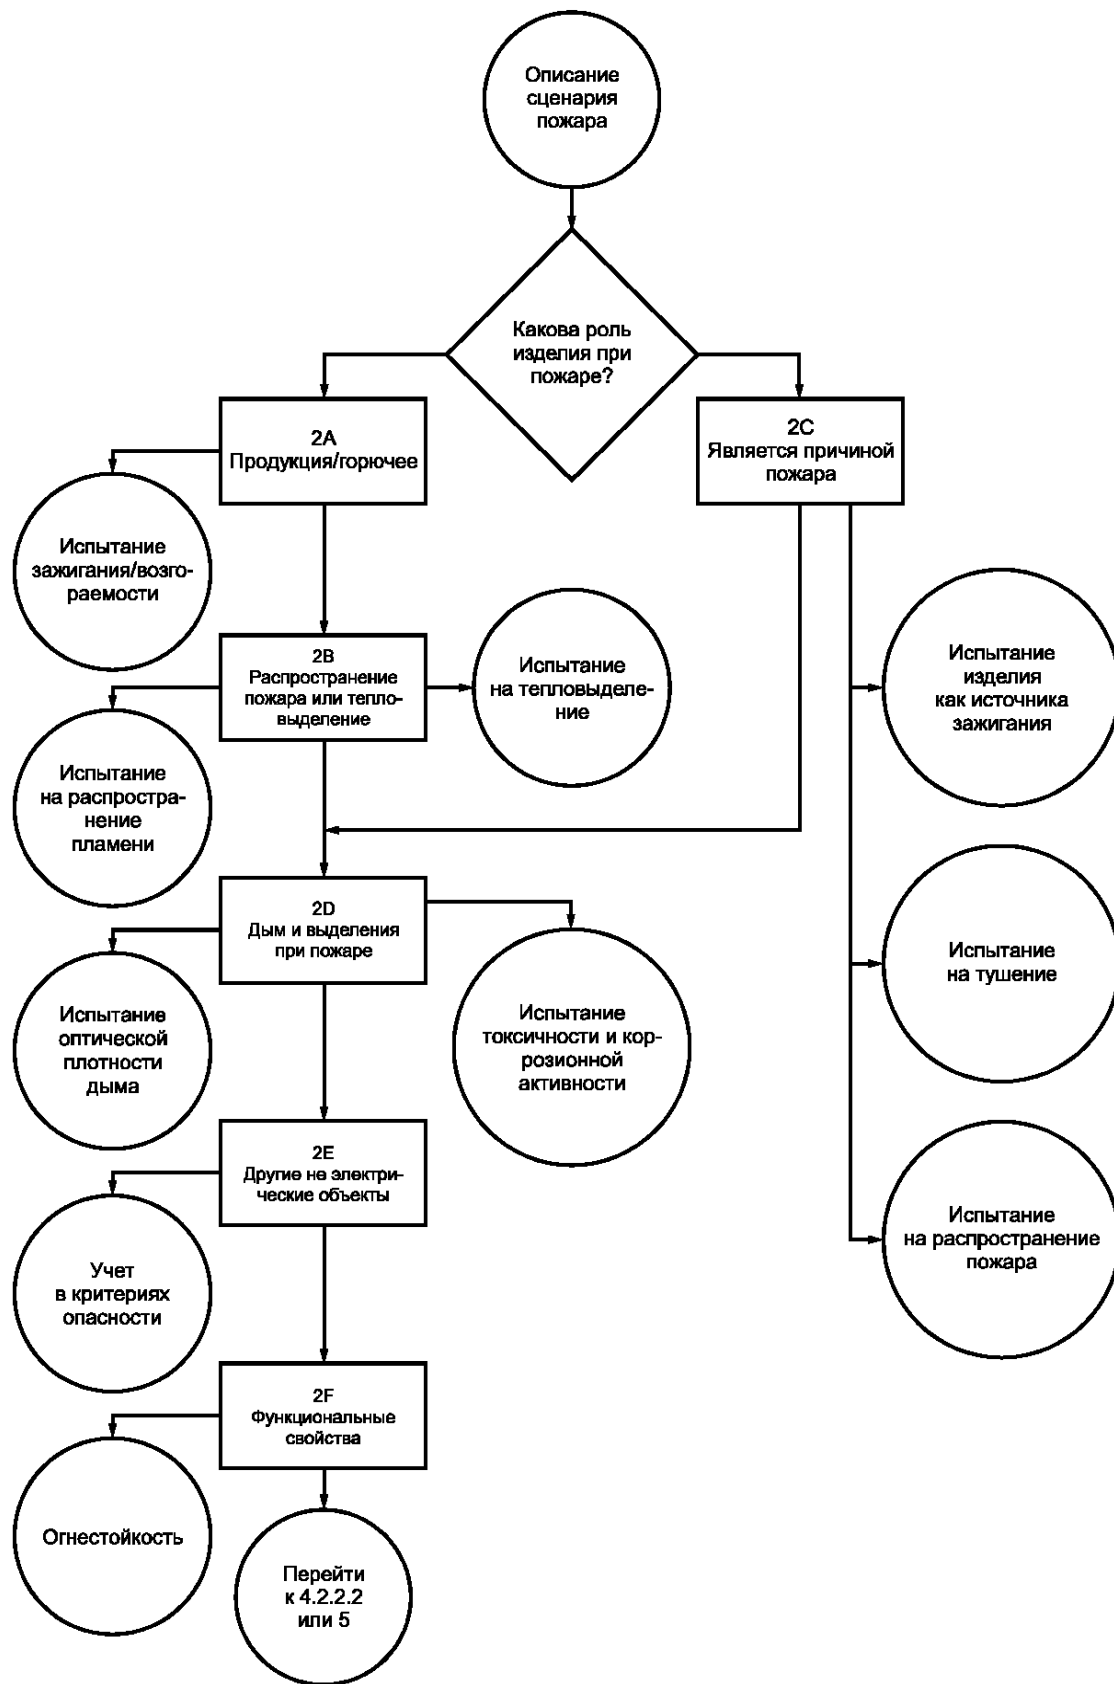 Описание
сценария
пожара
Какова роль
изделия при
пожаре?
2A
Продукция/горючее
2C
Является причиной
пожара
Испытание
зажигания/возго-
раемости
2B
Распространение
пожара или тепло-
выделение
Испытание
на тепловыделе-
ние
Испытание
изделия
как источника
зажигания
Испытание
на распростра-
нение
пламени
2D
Дым и выделения
при пожаре
Испытание
на тушение
Испытание
оптической
плотности
дыма
Испытание
токсичности и кор-
розионной
активности
2E
Другие не электри-
ческие объекты
Испытание
на распространение
пожара
Учет
в критериях
опасности
2F
Функциональные
свойства
Огнестойкость
Перейти
к 4.2.2.2
или 5